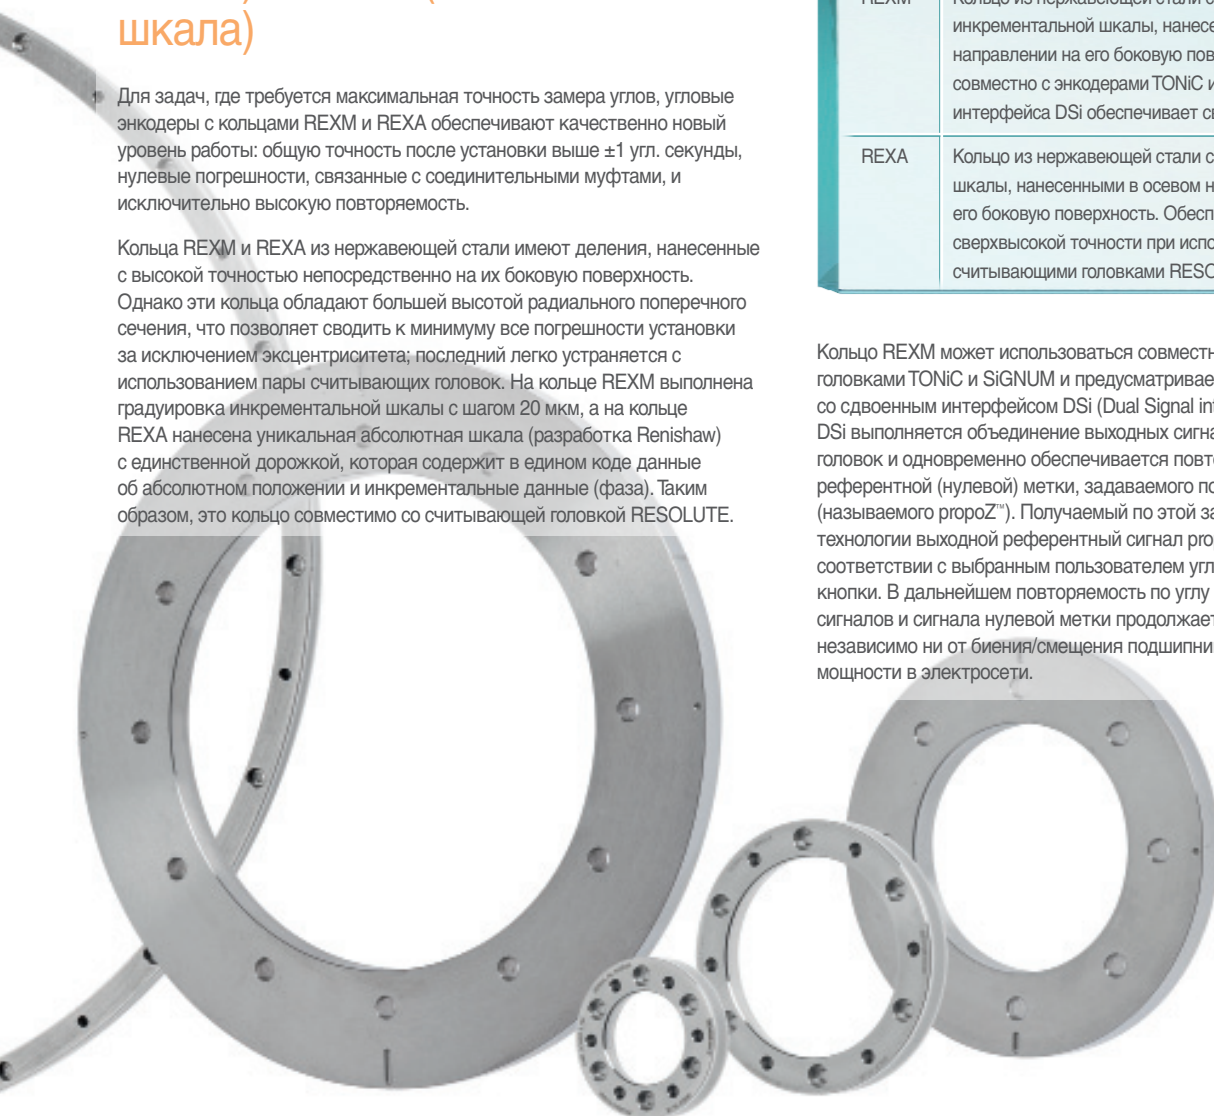 шкала)
Для задач, где требуется максимальная точность замера углов, угловые
энкодеры с кольцами REXM и REXA обеспечивают качественно новый
уровень работы: общую точность после установки выше ±1 угл. секунды,
нулевые погрешности, связанные с соединительными муфтами, и
исключительно высокую повторяемость.
Кольца REXM и REXA из нержавеющей стали имеют деления, нанесенные
с высокой точностью непосредственно на их боковую поверхность.
Однако эти кольца обладают большей высотой радиального поперечного
сечения, что позволяет сводить к минимуму все погрешности установки
за исключением эксцентриситета; последний легко устраняется с
использованием пары считывающих головок. На кольце REXM выполнена
градуировка инкрементальной шкалы с шагом 20 мкм, а на кольце
REXA нанесена уникальная абсолютная шкала (разработка Renishaw)
с единственной дорожкой, которая содержит в едином коде данные
об абсолютном положении и инкрементальные данные (фаза). Таким
образом, это кольцо совместимо со считывающей головкой RESOLUTE.
REXM Кольцо из нержавеющей стали с
инкрементальной шкалы, нанесе
направлении на его боковую пов
совместно с энкодерами TONiC и
интерфейса DSi обеспечивает св
REXA Кольцо из нержавеющей стали с
шкалы, нанесенными в осевом н
его боковую поверхность. Обесп
сверхвысокой точности при испо
считывающими головками RESO
Кольцо REXM может использоваться совместн
головками TONiC и SiGNUM и предусматривае
со сдвоенным интерфейсом DSi (Dual Signal int
DSi выполняется объединение выходных сигна
головок и одновременно обеспечивается повто
референтной (нулевой) метки, задаваемого по
(называемого propoZ™). Получаемый по этой за
технологии выходной референтный сигнал prop
соответствии с выбранным пользователем угл
кнопки. В дальнейшем повторяемость по углу
сигналов и сигнала нулевой метки продолжает
независимо ни от биения/смещения подшипни
мощности в электросети.